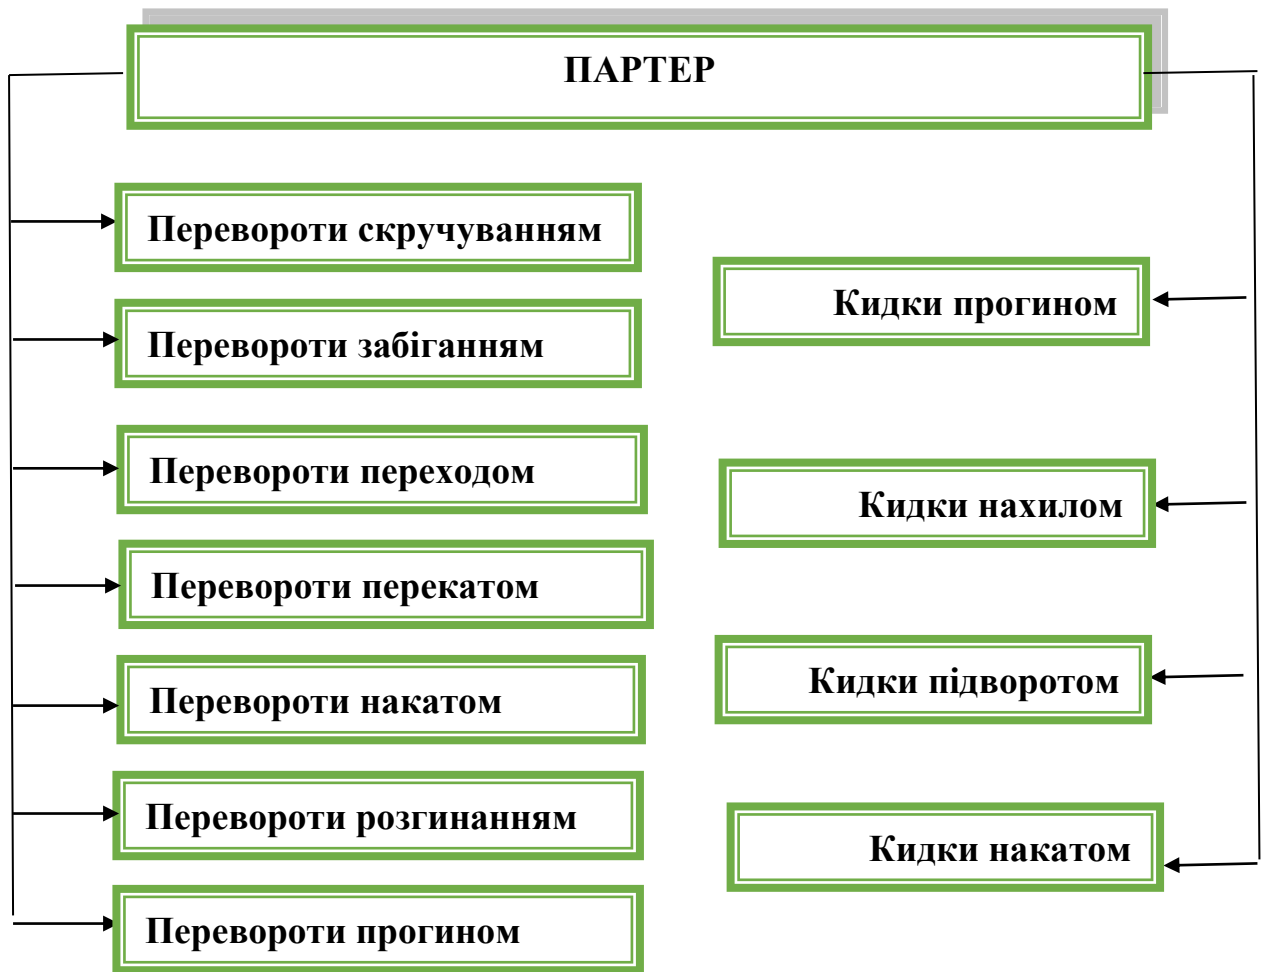 ПАРТЕР
Перевороти скручуванням
Перевороти забіганням
Перевороти переходом
Перевороти перекатом
Перевороти накатом
Перевороти розгинанням
Перевороти прогином
Кидки прогином
Кидки нахилом
Кидки підворотом
Кидки накатом